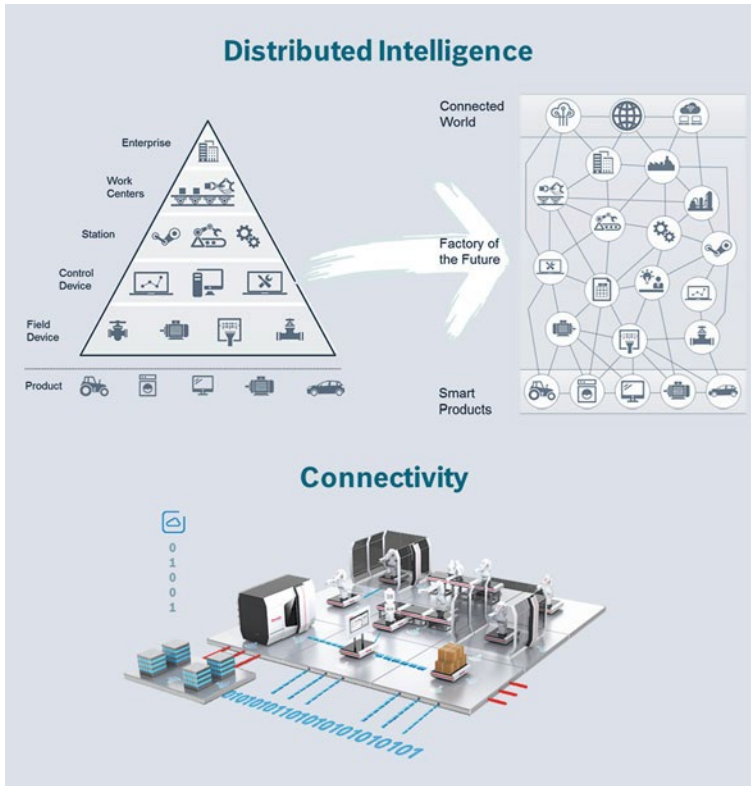 Distributed Intelligence
Enterprise
Work
Centers
Station
Control
Device
Field
Device
Product
Connected
World
Factory of
the Future
Smart
Products
Connectivity
0
1
0
0
1